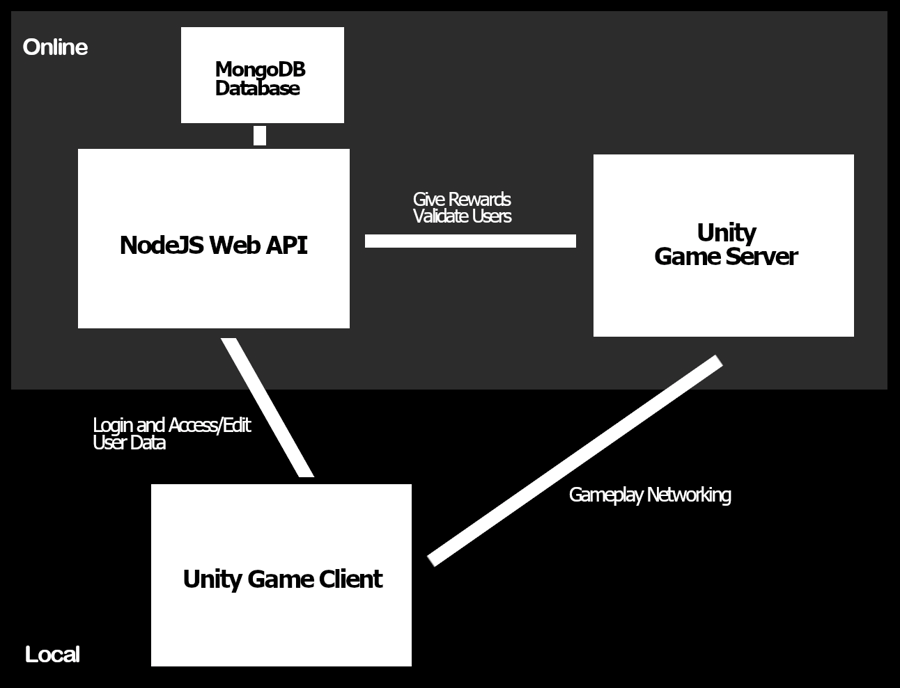 Online
MongoDB
Database
NodeJS Web API
Give Rewards
Validate Users
Unity
Game Server
Login and Access/Edit
User Data
Gameplay Networking
Unity Game Client
Local